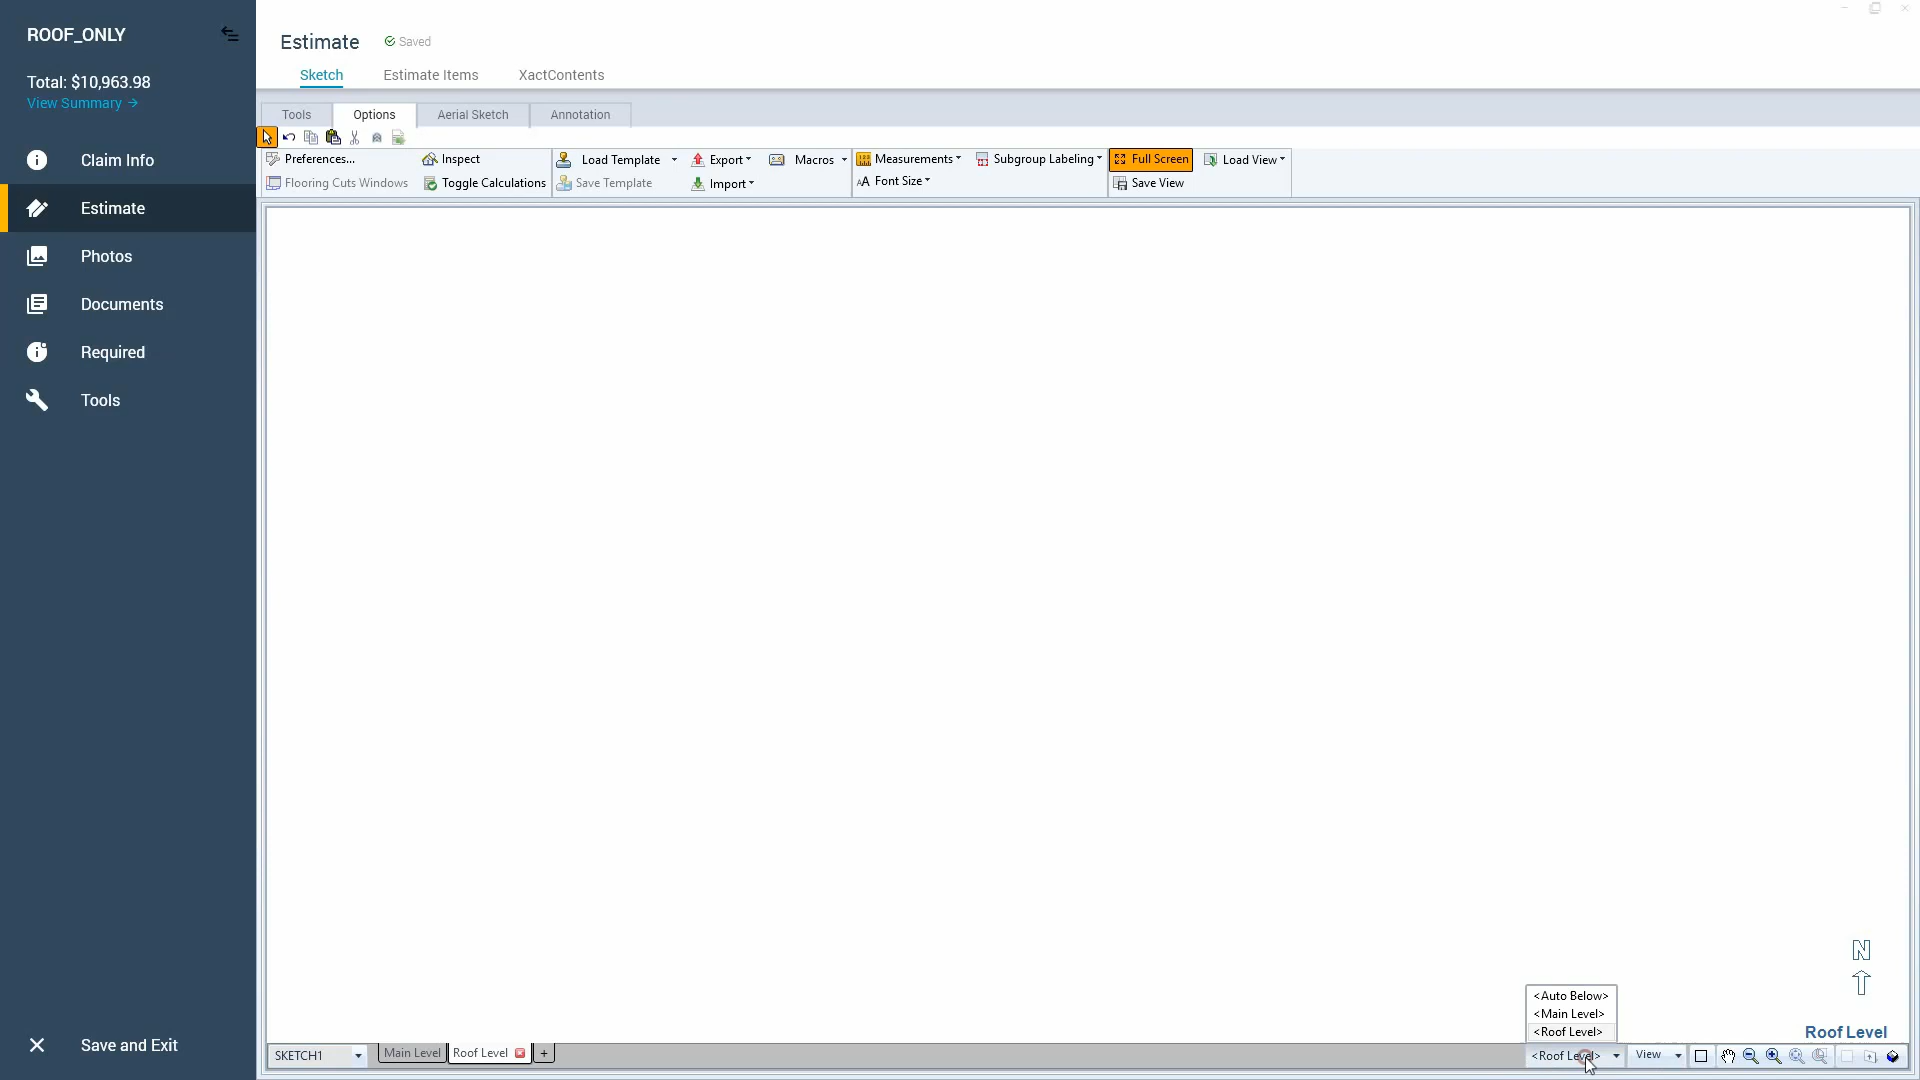 ROOF_ONLY
Total: $10,963.98
View Summary →
Claim Info
Estimate
Photos
Documents
Required
Tools
Save and Exit
Estimate
Saved
Sketch
Estimate Items
XactContents
Tools
Options
Aerial Sketch
Annotation
Preferences...
Inspect
Load Template
Export
Macros
Measurements
Subgroup Labeling
Full Screen
Load View
Flooring Cuts Windows
Toggle Calculations
Save Template
Import
AA Font Size
Save View
N
<Auto Below>
<Main Level>
<Roof Level>
Roof Level
SKETCH1
Main Level
Roof Level
+
<Roof Level>
View